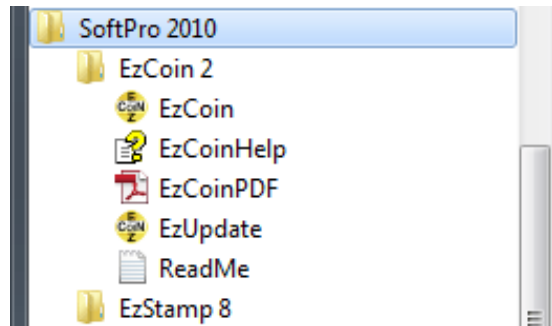 SoftPro 2010
EzCoin 2
EzCoin
EzCoinHelp
EzCoinPDF
EzUpdate
ReadMe
EzStamp 8